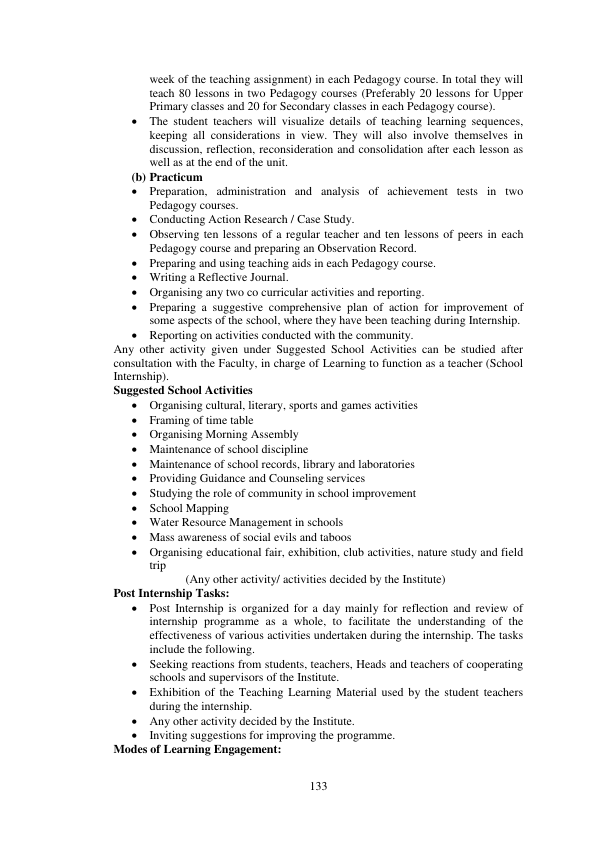 week of the teaching assignment) in each Pedagogy course. In total they will
teach 80 lessons in two Pedagogy courses (Preferably 20 lessons for Upper
Primary classes and 20 for Secondary classes in each Pedagogy course).
• The student teachers will visualize details of teaching learning sequences,
keeping all considerations in view. They will also involve themselves in
discussion, reflection, reconsideration and consolidation after each lesson as
well as at the end of the unit.
(b) Practicum
• Preparation, administration and analysis of achievement tests in two
Pedagogy courses.
• Conducting Action Research / Case Study.
• Observing ten lessons of a regular teacher and ten lessons of peers in each
Pedagogy course and preparing an Observation Record.
• Preparing and using teaching aids in each Pedagogy course.
• Writing a Reflective Journal.
• Organising any two co curricular activities and reporting.
• Preparing a suggestive comprehensive plan of action for improvement of
some aspects of the school, where they have been teaching during Internship.
• Reporting on activities conducted with the community.
Any other activity given under Suggested School Activities can be studied after
consultation with the Faculty, in charge of Learning to function as a teacher (School
Internship).
Suggested School Activities
• Organising cultural, literary, sports and games activities
• Framing of time table
• Organising Morning Assembly
• Maintenance of school discipline
• Maintenance of school records, library and laboratories
• Providing Guidance and Counseling services
• Studying the role of community in school improvement
• School Mapping
• Water Resource Management in schools
• Mass awareness of social evils and taboos
• Organising educational fair, exhibition, club activities, nature study and field
trip
(Any other activity/ activities decided by the Institute)
Post Internship Tasks:
• Post Internship is organized for a day mainly for reflection and review of
internship programme as a whole, to facilitate the understanding of the
effectiveness of various activities undertaken during the internship. The tasks
include the following.
• Seeking reactions from students, teachers, Heads and teachers of cooperating
schools and supervisors of the Institute.
• Exhibition of the Teaching Learning Material used by the student teachers
during the internship.
• Any other activity decided by the Institute.
• Inviting suggestions for improving the programme.
Modes of Learning Engagement:
133